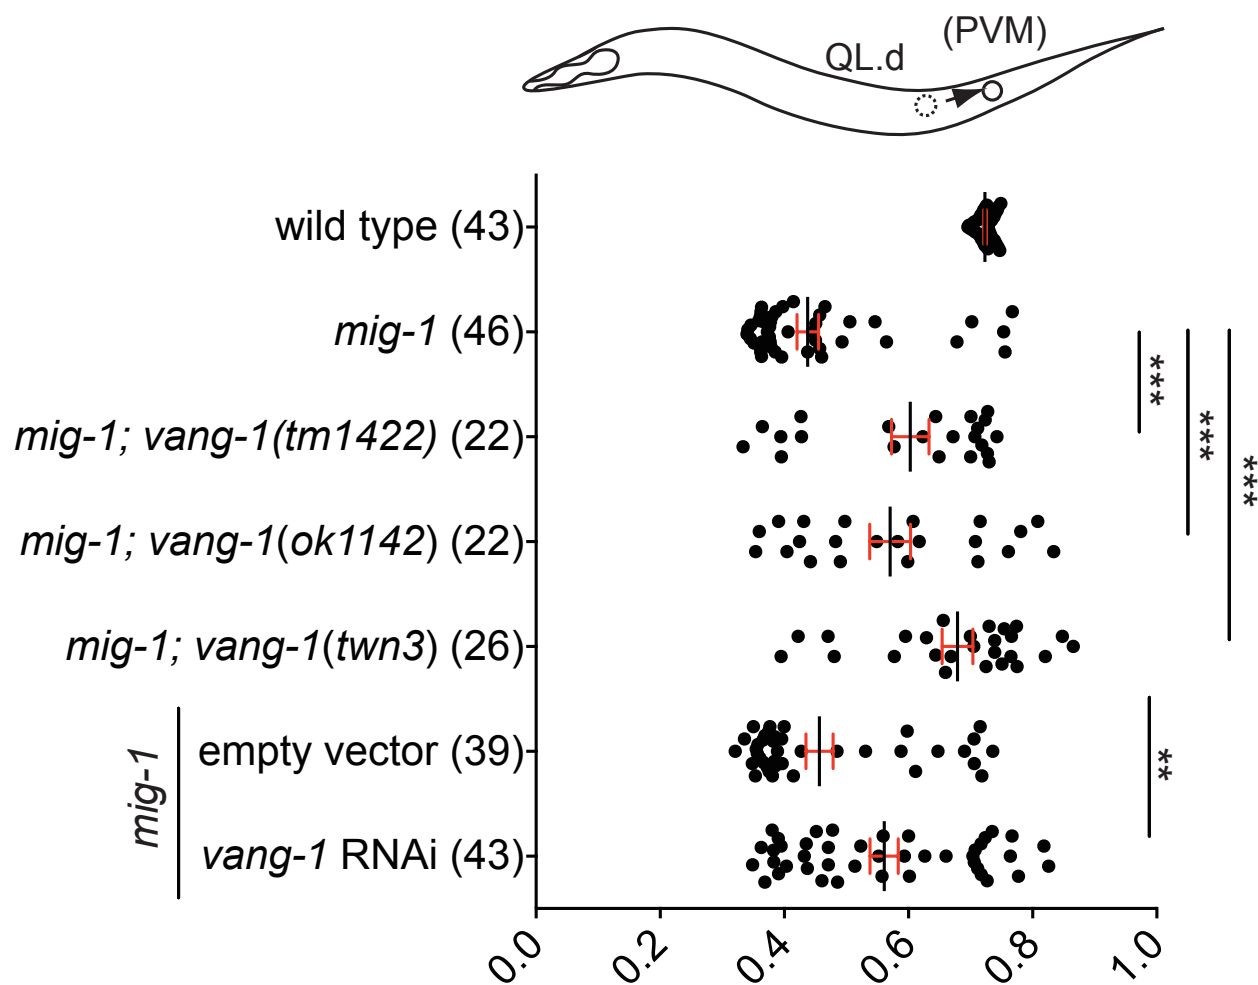 (PVM)
QL.d
wild type (43)
mig-1 (46)
mig-1; vang-1(tm1422) (22)
mig-1; vang-1(ok1142) (22)
mig-1; vang-1(twn3) (26)
mig-1
empty vector (39)
vang-1 RNAi (43)
***
***
***
**
0.0 0.2 0.4 0.6 0.8 1.0